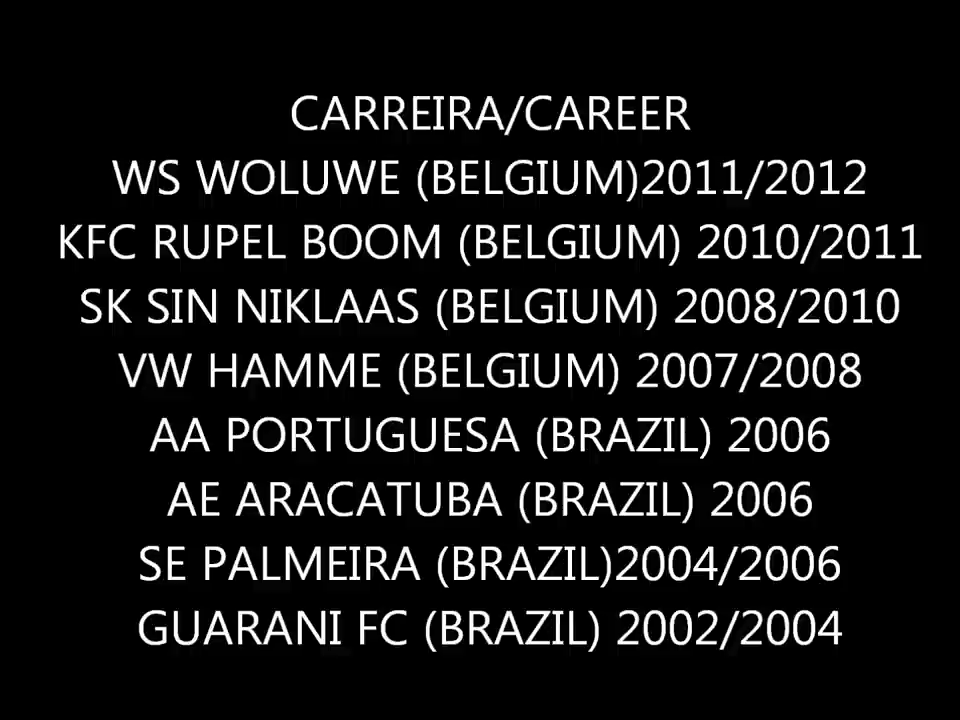 CARREIRA/CAREER
WS WOLUWE (BELGIUM)2011/2012
KFC RUPEL BOOM (BELGIUM) 2010/2011
SK SIN NIKLAAS (BELGIUM) 2008/2010
VW HAMME (BELGIUM) 2007/2008
AA PORTUGUESA (BRAZIL) 2006
AE ARACATUBA (BRAZIL) 2006
SE PALMEIRA (BRAZIL)2004/2006
GUARANI FC (BRAZIL) 2002/2004